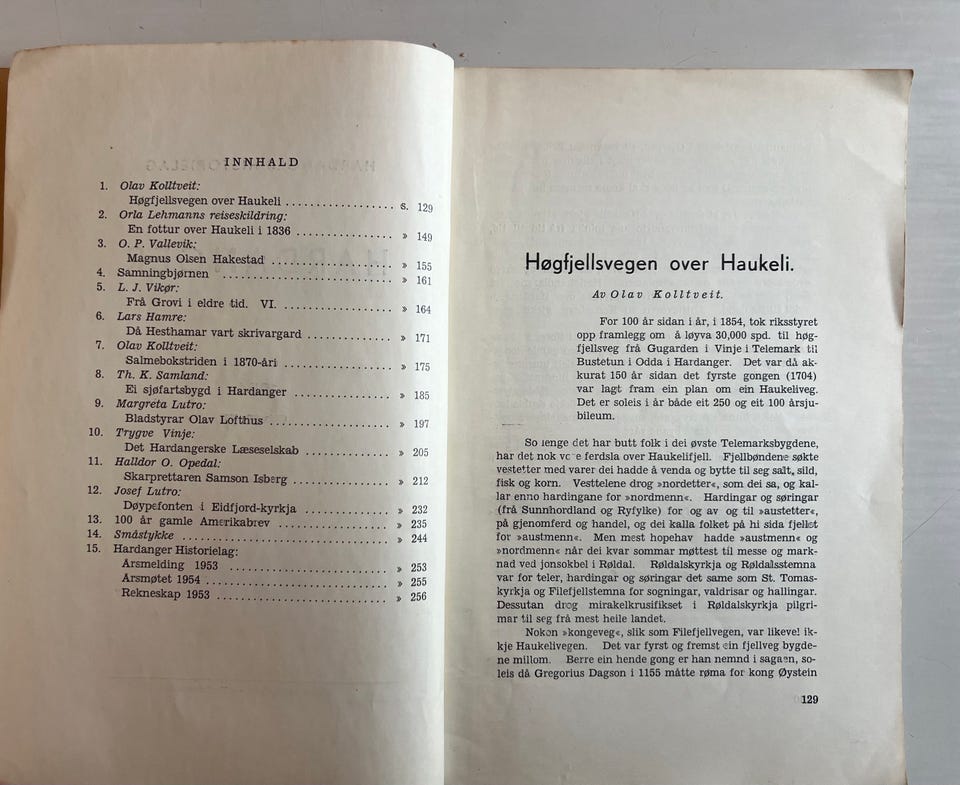 INNHALD
1. Olav Kolltveit:
Høgfjellsvegen over Haukeli .................. s. 129
2. Orla Lehmanns reiseskildring:
En fottur over Haukeli i 1836 ................ » 149
3. O. P. Vallevik:
Magnus Olsen Hakestad .................... » 155
4. Samningbjørnen ............................ » 161
5. L. J. Vikør:
Frå Grovi i eldre tid. VI. .................. » 164
6. Lars Hamre:
Då Hesthamar vart skrivargard .............. » 171
7. Olav Kolltveit:
Salmebokstriden i 1870-åri .................. » 175
8. Th. K. Samland:
Ei sjøfartsbygd i Hardanger ................ » 185
9. Margreta Lutro:
Bladstyrar Olav Lofthus .................... » 197
10. Trygve Vinje:
Det Hardangerske Læseselskab .............. » 205
11. Halldor O. Opedal:
Skarprettaren Samson Isberg ................ » 212
12. Josef Lutro:
Døypefonten i Eidfjord-kyrkja .............. » 232
13. 100 år gamle Amerikabrev .................. » 235
14. Småstykke ................................ » 244
15. Hardanger Historielag:
Årsmelding 1953 .......................... » 253
Årsmøtet 1954 ............................ » 255
Rekneskap 1953 .......................... » 256
Høgfjellsvegen over Haukeli.
Av Olav Kolltveit.
For 100 år sidan i år, i 1854, tok riksstyret
opp framlegg om å løyva 30,000 spd. til høg-
fjellsveg frå Gugarden i Vinje i Telemark til
Bustetun i Odda i Hardanger. Det var då ak-
kurat 150 år sidan det fyrste gongen (1704)
var lagt fram ein plan om ein Haukeliveg.
Det er soleis i år både eit 250 og eit 100 årsju-
bileum.
So lenge det har butt folk i dei øvste Telemarksbygdene,
har det nok vore ferdsla over Haukelifjell. Fjellbøndene søkte
vestetter med varer dei hadde å venda og bytte til seg salt, sild,
fisk og korn. Vesttelene drog »nordetter«, som dei sa, og kal-
lar enno hardingane for »nordmenn«. Hardingar og søringar
(frå Sunnhordland og Ryfylke) for og av og til »austetter«,
på gjenomferd og handel, og dei kalla folket på hi sida fjellet
for »austmenn«. Men mest hopehav hadde »austmenn« og
»nordmenn« når dei kvar sommar møttest til messe og mark-
nad ved jonsokbel i Røldal. Røldalskyrkja og Røldalsstemna
var for teler, hardingar og søringar det same som St. Tomas-
kyrkja og Filefjellstemna for sogningar, valdrisar og hallingar.
Dessutan drog mirakelkrusifikset i Røldalskyrkja pilgri-
mar til seg frå mest heile landet.
Nokon »kongeveg«, slik som Filefjellvegen, var likevel ik-
kje Haukelivegen. Det var fyrst og fremst ein fjellveg bygde-
ne millom. Berre ein hende gong er han nemnd i sagaen, so-
leis då Gregorius Dagson i 1155 måtte røma for kong Øystein
129